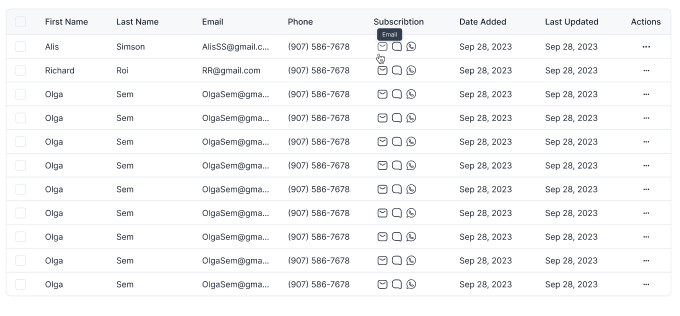 First Name Last Name Email Phone Subscribtion Date Added Last Updated Actions
Email
Alis Simson AlisSS@gmail.c... (907) 586-7678 Sep 28, 2023 Sep 28, 2023 ...
Richard Roi RR@gmail.com (907) 586-7678 Sep 28, 2023 Sep 28, 2023 ...
Olga Sem OlgaSem@gma... (907) 586-7678 Sep 28, 2023 Sep 28, 2023 ...
Olga Sem OlgaSem@gma... (907) 586-7678 Sep 28, 2023 Sep 28, 2023 ...
Olga Sem OlgaSem@gma... (907) 586-7678 Sep 28, 2023 Sep 28, 2023 ...
Olga Sem OlgaSem@gma... (907) 586-7678 Sep 28, 2023 Sep 28, 2023 ...
Olga Sem OlgaSem@gma... (907) 586-7678 Sep 28, 2023 Sep 28, 2023 ...
Olga Sem OlgaSem@gma... (907) 586-7678 Sep 28, 2023 Sep 28, 2023 ...
Olga Sem OlgaSem@gma... (907) 586-7678 Sep 28, 2023 Sep 28, 2023 ...
Olga Sem OlgaSem@gma... (907) 586-7678 Sep 28, 2023 Sep 28, 2023 ...
Olga Sem OlgaSem@gma... (907) 586-7678 Sep 28, 2023 Sep 28, 2023 ...